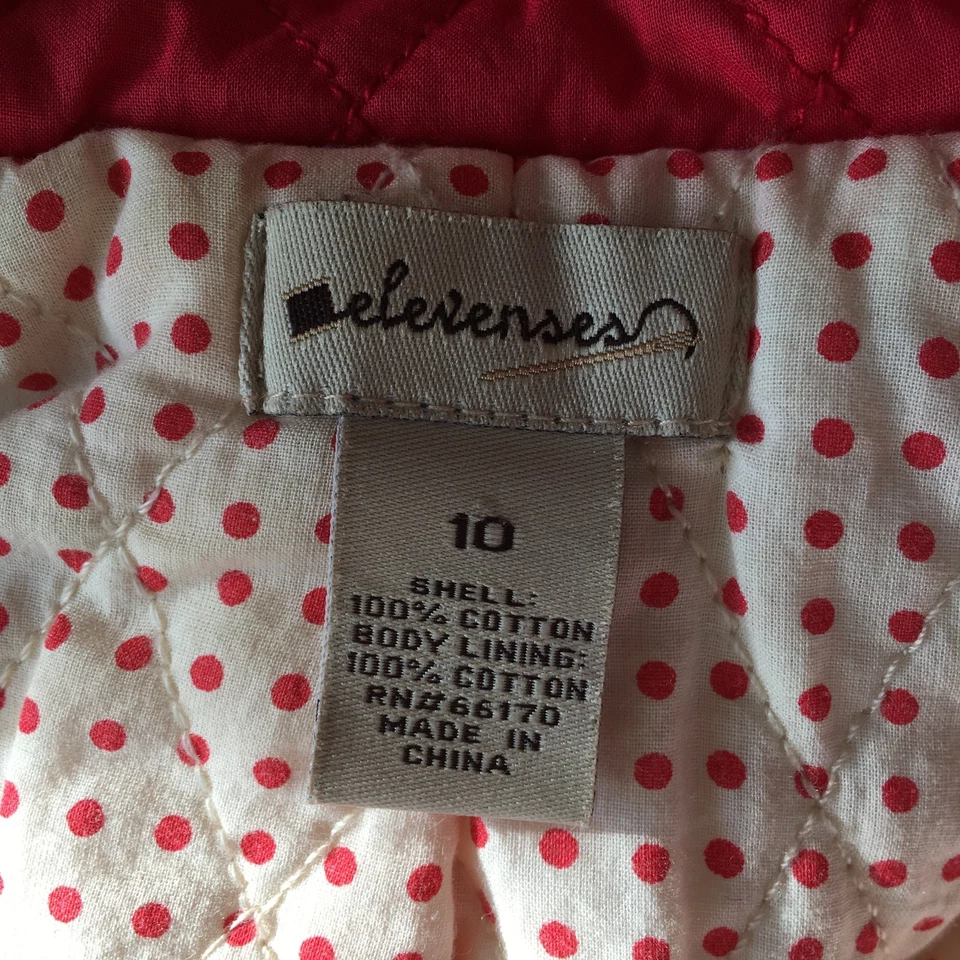 elevenses
10
SHELL:
100% COTTON
BODY LINING:
100% COTTON
RN#66170
MADE IN
CHINA